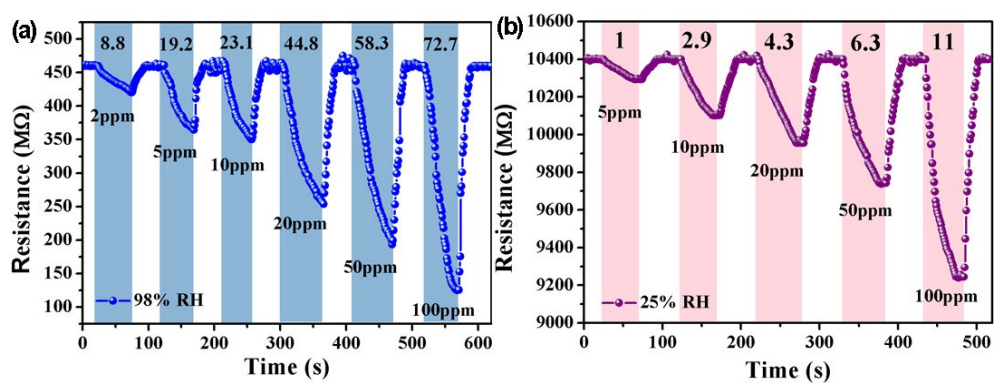 (a)
8.8 19.2 23.1 44.8 58.3 72.7
500
450
400
350
300
250
200
150
100
Resistance (MΩ)
2ppm
5ppm
10ppm
20ppm
50ppm
100ppm
98% RH
0 100 200 300 400 500 600
Time (s)
(b)
1 2.9 4.3 6.3 11
10600
10400
10200
10000
9800
9600
9400
9200
9000
Resistance (MΩ)
5ppm
10ppm
20ppm
50ppm
100ppm
25% RH
0 100 200 300 400 500
Time (s)